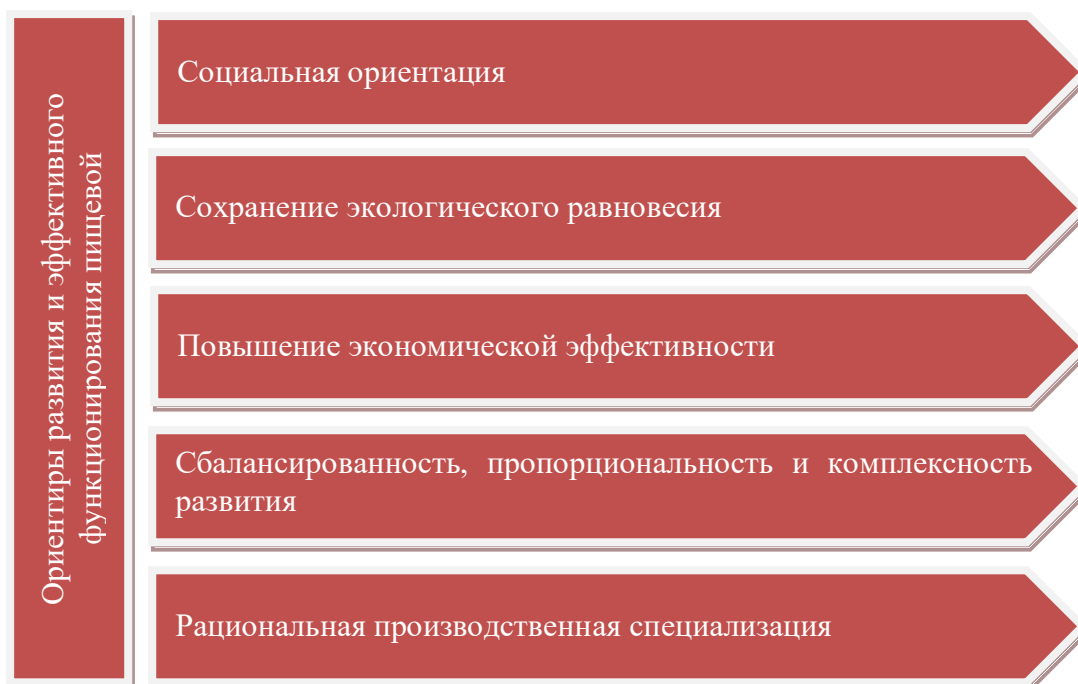 Ориентиры развития и эффективного
функционирования пищевой
Социальная ориентация
Сохранение экологического равновесия
Повышение экономической эффективности
Сбалансированность, пропорциональность и комплексность
развития
Рациональная производственная специализация